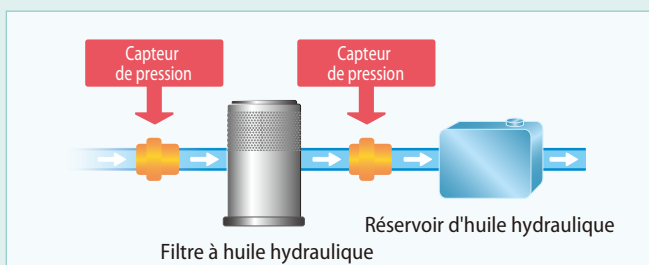 Capteur
de pression
Capteur
de pression
Réservoir d'huile hydraulique
Filtre à huile hydraulique